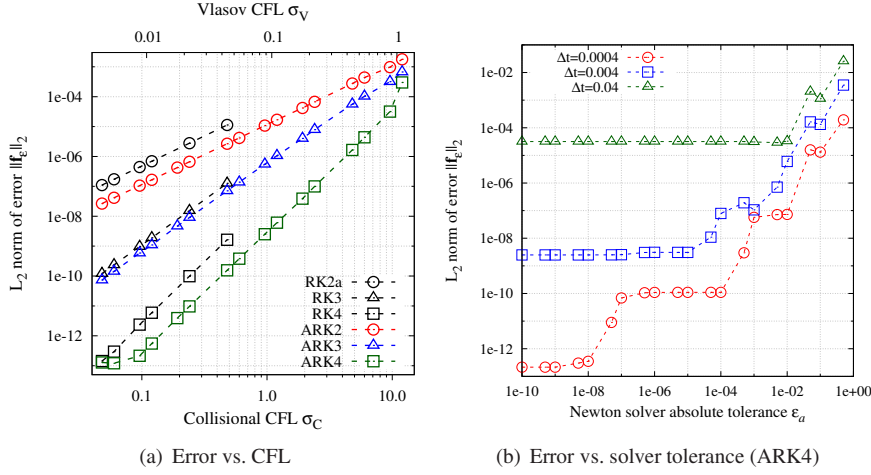 Vlasov CFL σ_V
0.01 0.1 1
L₂ norm of error ||f_ε||₂
1e-04
1e-06
1e-08
1e-10
1e-12
RK2a
RK3
RK4
ARK2
ARK3
ARK4
0.1 1.0 10.0
Collisional CFL σ_C
(a) Error vs. CFL
Δt=0.0004
Δt=0.004
Δt=0.04
L₂ norm of error ||f_ε||₂
1e-02
1e-04
1e-06
1e-08
1e-10
1e-12
1e-10 1e-08 1e-06 1e-04 1e-02 1e+00
Newton solver absolute tolerance ε_a
(b) Error vs. solver tolerance (ARK4)